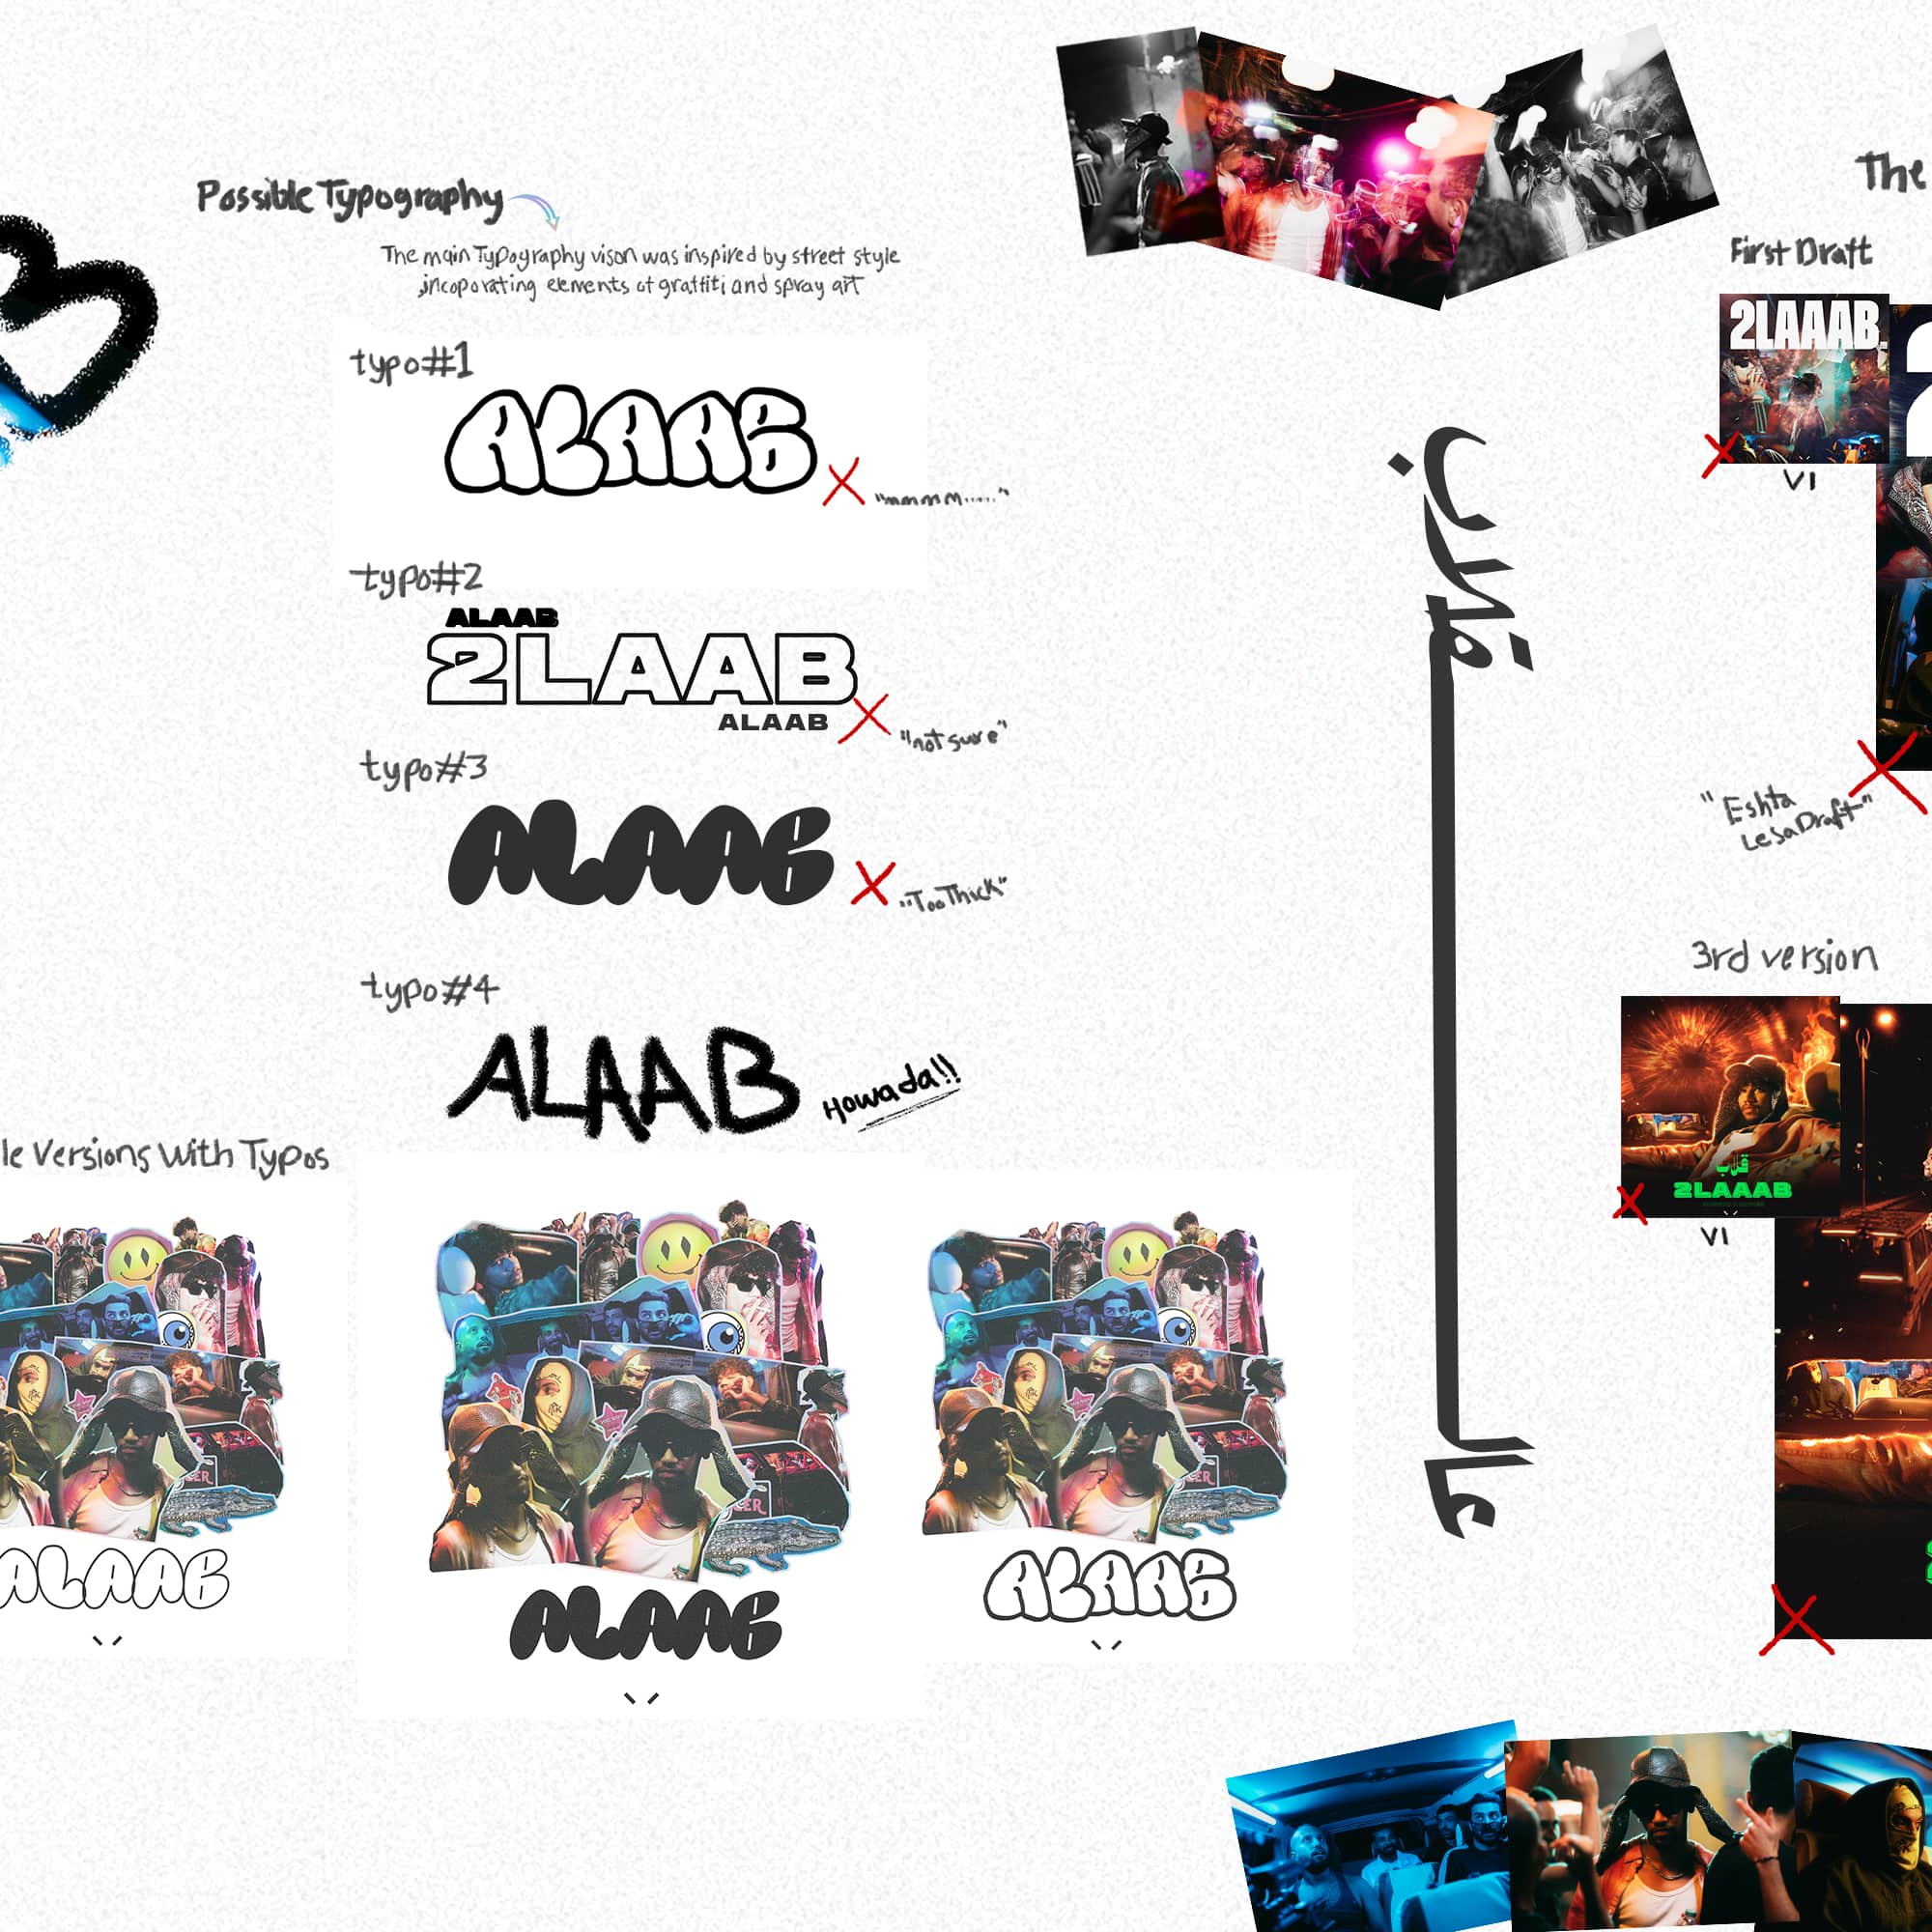 Possible Typography
The main Typography vison was inspired by street style
,incoporating elements of graffiti and spray art
typo#1
ALAAB
"mmmm....."
typo#2
ALAAB
2LAAB
ALAAB
"not sure"
typo#3
ALAAB
"Too Thick"
typo#4
ALAAB
Howada!!
le Versions With Typos
ALAAB
ALAAB
ALAAB
عالـقلاب
The
First Draft
2LAAAB
V1
"Eshta
Lesa Draft"
3rd version
قلاب
2LAAAB
V1